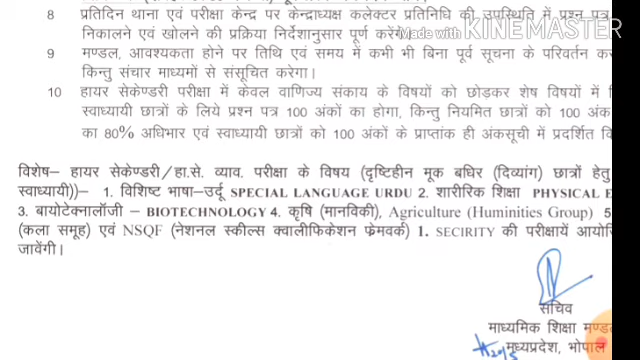 8 प्रतिदिन थाना एवं परीक्षा केन्द्र पर केन्द्राध्यक्ष कलेक्टर प्रतिनिधि की उपस्थिति में प्रश्न पत्र
Made with KINEMASTER
निकालने एवं खोलने की प्रक्रिया निर्देशानुसार पूर्ण करेंगे
9 मण्डल, आवश्यकता होने पर तिथि एवं समय में कभी भी बिना पूर्व सूचना के परिवर्तन कर
किन्तु संचार माध्यमों से संसूचित करेगा।
10 हायर सेकेण्डरी परीक्षा में केवल वाणिज्य संकाय के विषयों को छोड़कर शेष विषयों में
स्वाध्यायी छात्रों के लिये प्रश्न पत्र 100 अंकों का होगा, किन्तु नियमित छात्रों को 100 अंक
का 80% अधिभार एवं स्वाध्यायी छात्रों को 100 अंकों के प्राप्तांक ही अंकसूची में प्रदर्शित
विशेष– हायर सेकेण्डरी/हा.से. व्याव. परीक्षा के विषय (दृष्टिहीन मूक बधिर (दिव्यांग) छात्रों हेतु
स्वाध्यायी))– 1. विशिष्ट भाषा– उर्दू SPECIAL LANGUAGE URDU 2. शारीरिक शिक्षा PHYSICAL E
3. बायोटेक्नालॉजी – BIOTECHNOLOGY 4. कृषि (मानविकी), Agriculture (Huminities Group) 5
(कला समूह) एवं NSQF (नेशनल स्कील्स क्वालीफिकेशन फ्रेमवर्क) 1. SECIRITY की परीक्षायें
जावेंगी।
सचिव
माध्यमिक शिक्षा मण्डल
मध्यप्रदेश, भोपाल